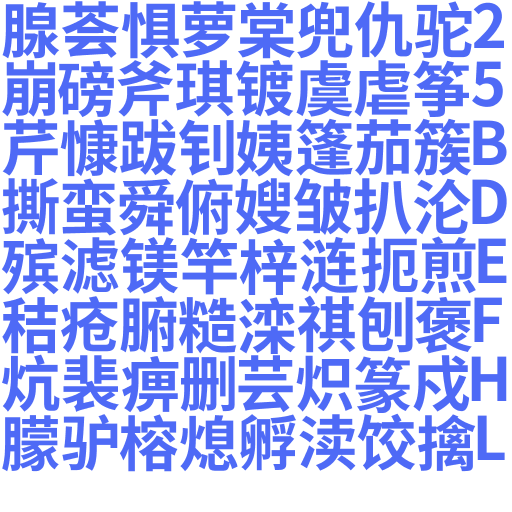 腺荟惧萝棠兜仇驼2
崩磅斧琪镀虞虐筝5
芹慷跋钊姨篷茄簇B
撕蛮舜俯嫂皱扒沦D
殡滤镁竿梓涟扼煎E
秸疮腑糙滦祺刨褒F
炕裴痹删芸炽篆戍H
朦驴榕熄孵渎饺擒L